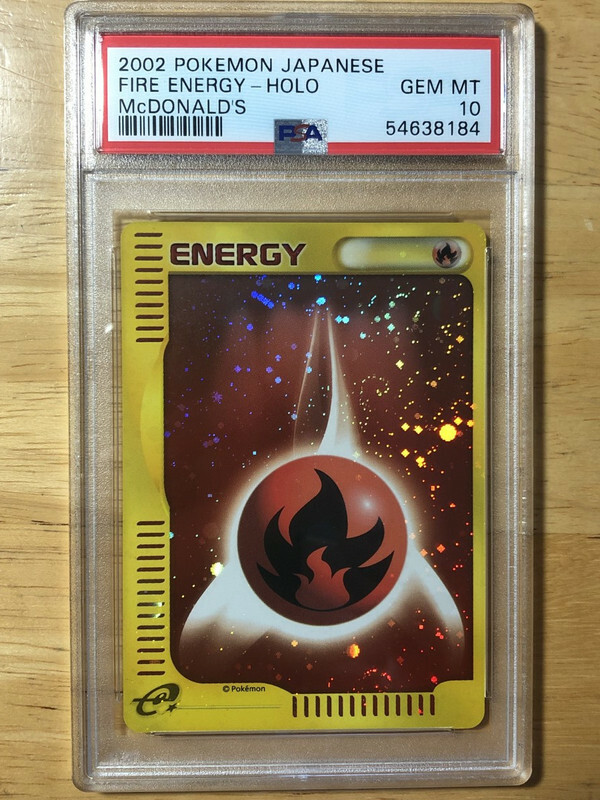 2002 POKEMON JAPANESE
FIRE ENERGY - HOLO GEM MT
McDONALD'S 10
PSA 54638184
ENERGY
© Pokémon
e